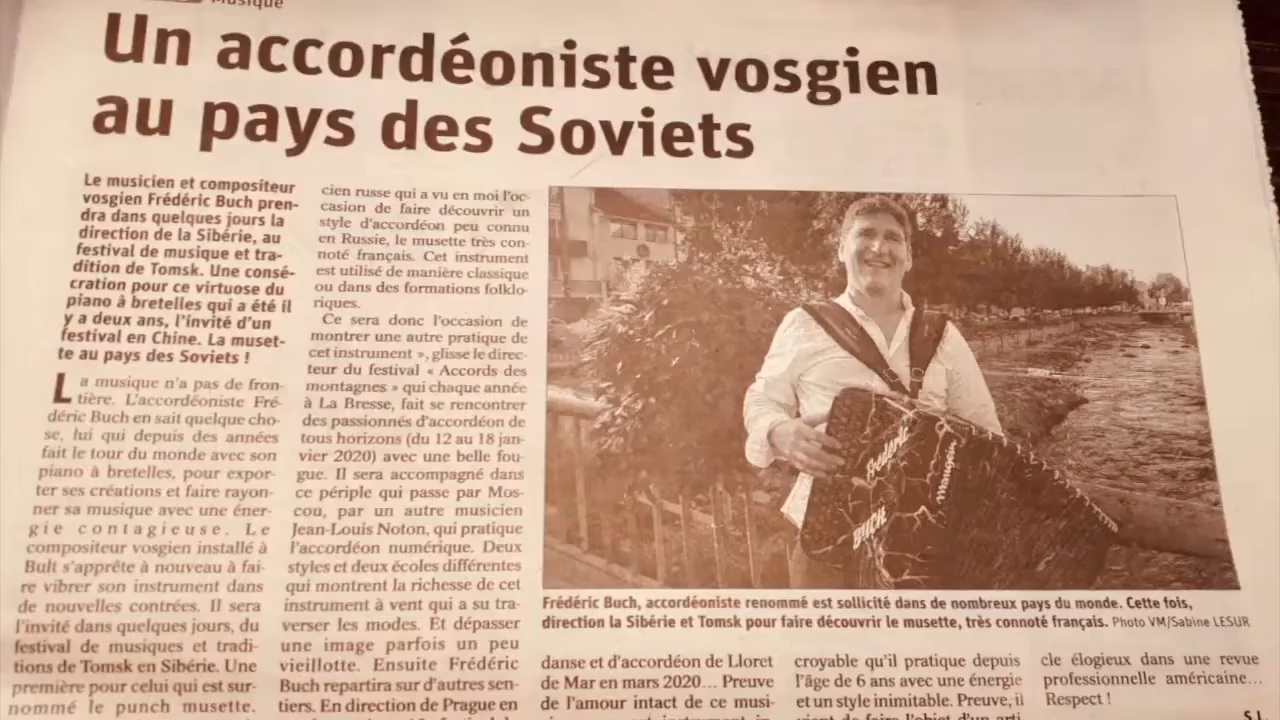 Musique
Un accordéoniste vosgien
au pays des Soviets
Le musicien et compositeur
vosgien Frédéric Buch pren-
dra dans quelques jours la
direction de la Sibérie, au
festival de musique et tra-
dition de Tomsk. Une consé-
cration pour ce virtuose du
piano à bretelles qui a été il
y a deux ans, l'invité d'un
festival en Chine. La muset-
te au pays des Soviets !
La musique n'a pas de fron-
tière. L'accordéoniste Fré-
déric Buch en sait quelque cho-
se, lui qui depuis des années
fait le tour du monde avec son
piano à bretelles, pour expor-
ter ses créations et faire rayon-
ner sa musique avec une éner-
gie contagieuse. Le
compositeur vosgien installé à
Bult s'apprête à nouveau à fai-
re vibrer son instrument dans
de nouvelles contrées. Il sera
l'invité dans quelques jours, du
festival de musiques et tradi-
tions de Tomsk en Sibérie. Une
première pour celui qui est sur-
nommé le punch musette.
cien russe qui a vu en moi l'oc-
casion de faire découvrir un
style d'accordéon peu connu
en Russie, le musette très con-
noté français. Cet instrument
est utilisé de manière classique
ou dans des formations folklo-
riques.
Ce sera donc l'occasion de
montrer une autre pratique de
cet instrument », glisse le direc-
teur du festival « Accords des
montagnes » qui chaque année
à La Bresse, fait se rencontrer
des passionnés d'accordéon de
tous horizons (du 12 au 18 jan-
vier 2020) avec une belle fou-
gue. Il sera accompagné dans
ce périple qui passe par Mos-
cou, par un autre musicien
Jean-Louis Noton, qui pratique
l'accordéon numérique. Deux
styles et deux écoles différentes
qui montrent la richesse de cet
instrument à vent qui a su tra-
verser les modes. Et dépasser
une image parfois un peu
vieillotte. Ensuite Frédéric
Buch repartira sur d'autres sen-
tiers. En direction de Prague en
Frédéric
BUCH
Frédéric Buch, accordéoniste renommé est sollicité dans de nombreux pays du monde. Cette fois,
direction la Sibérie et Tomsk pour faire découvrir le musette, très connoté français. Photo VM/Sabine LESUR
danse et d'accordéon de Lloret
de Mar en mars 2020... Preuve
de l'amour intact de ce musi-
croyable qu'il pratique depuis
l'âge de 6 ans avec une énergie
et un style inimitable. Preuve, il
vient de faire l'objet d'un arti
cle élogieux dans une revue
professionnelle américaine...
Respect !
S.L.